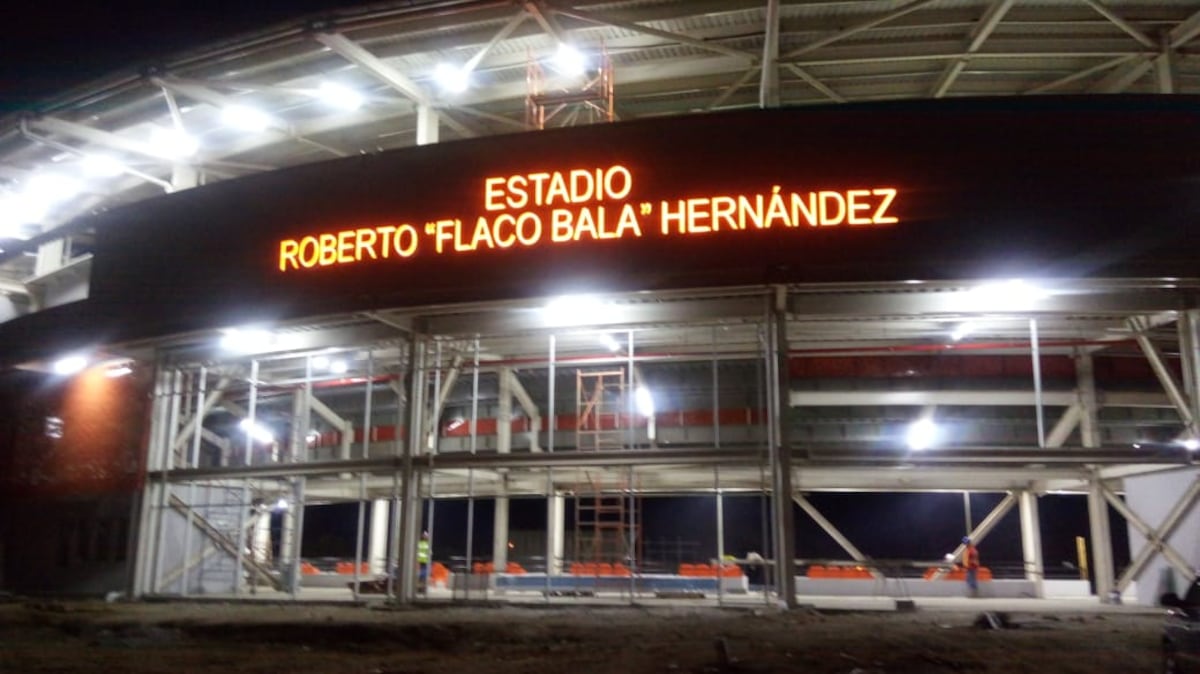 ESTADIO
ROBERTO “FLACO BALA” HERNÁNDEZ